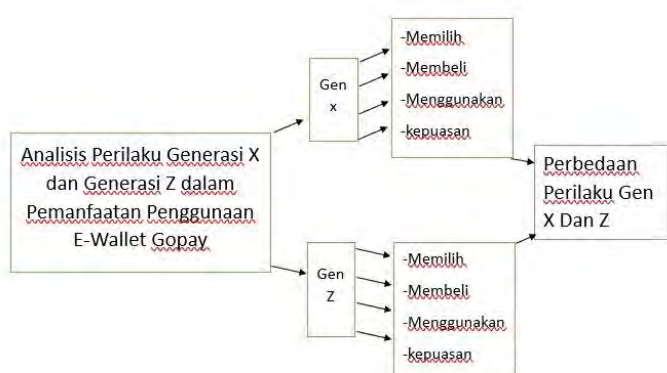 Analisis Perilaku Generasi X
dan Generasi Z dalam
Pemanfaatan Penggunaan
E-Wallet Gopay
Gen
x
-Memilih
-Membeli
-Menggunakan
-kepuasan
Gen
Z
-Memilih
-Membeli
-Menggunakan
-kepuasan
Perbedaan
Perilaku Gen
X Dan Z